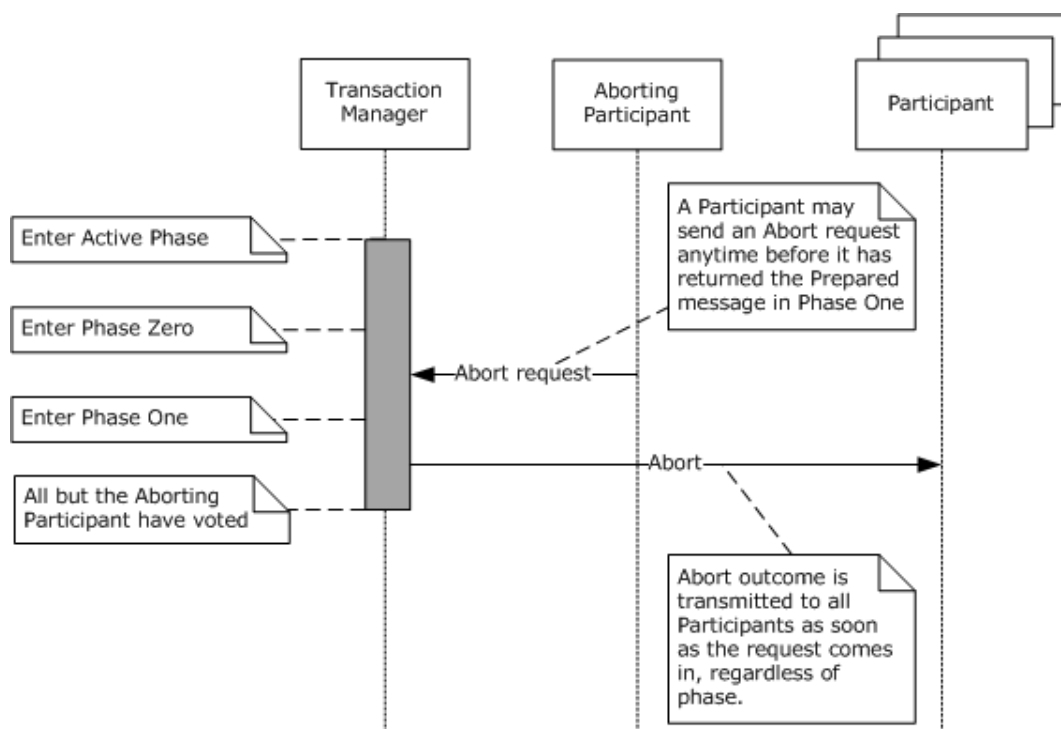 Transaction
Manager
Aborting
Participant
Participant
A Participant may
send an Abort request
anytime before it has
returned the Prepared
message in Phase One
Enter Active Phase
Enter Phase Zero
Abort request
Enter Phase One
Abort
All but the Aborting
Participant have voted
Abort outcome is
transmitted to all
Participants as soon
as the request comes
in, regardless of
phase.